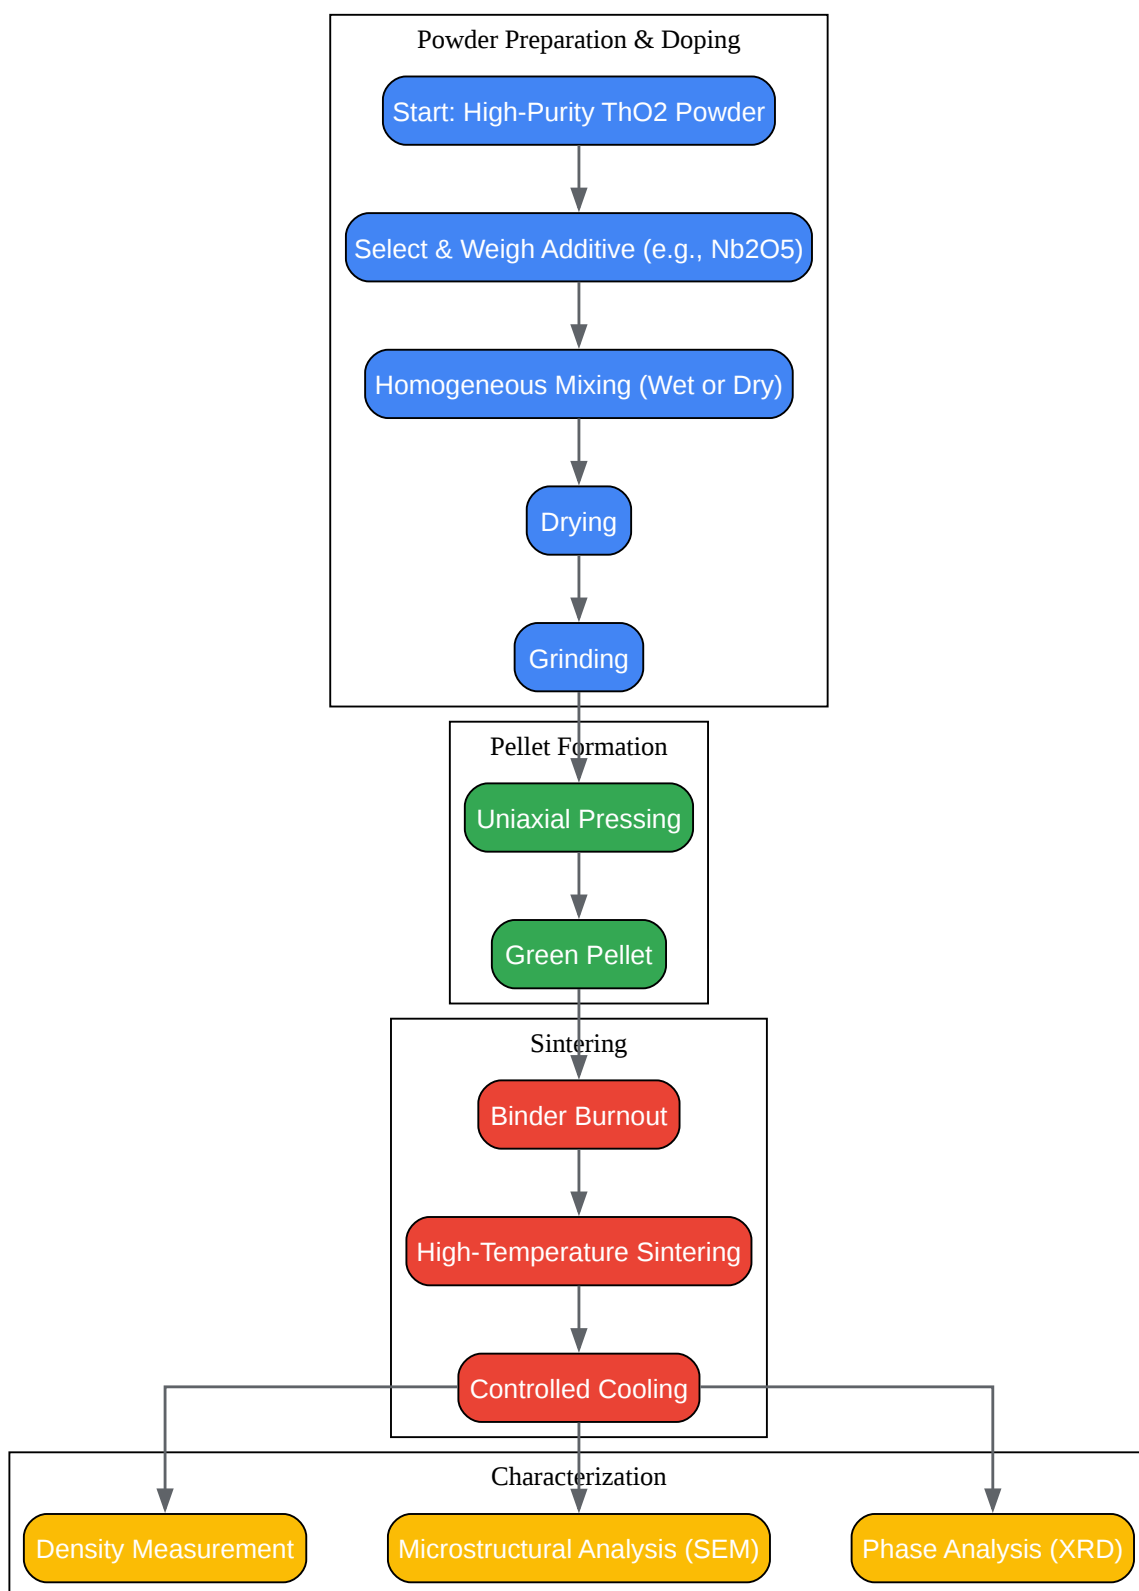 Powder Preparation & Doping
Start: High-Purity ThO2 Powder
Select & Weigh Additive (e.g., Nb2O5)
Homogeneous Mixing (Wet or Dry)
Drying
Grinding
Pellet Formation
Uniaxial Pressing
Green Pellet
Sintering
Binder Burnout
High-Temperature Sintering
Controlled Cooling
Characterization
Density Measurement
Microstructural Analysis (SEM)
Phase Analysis (XRD)